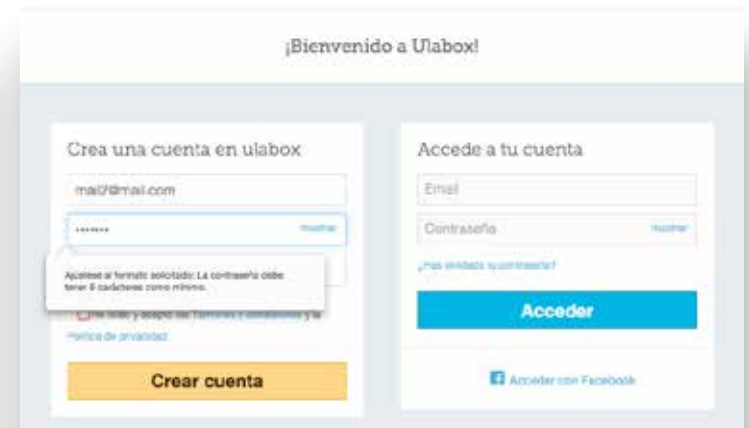 ¡Bienvenido a Ulabox!
Crea una cuenta en ulabox
mail7@mail.com
••••••• mostrar
Ajústese al formato solicitado: La contraseña debe
tener 8 carácteres como mínimo.
He leído y acepto los Términos y condiciones y la
Política de privacidad
Crear cuenta
Accede a tu cuenta
Email
Contraseña mostrar
¿Has olvidado tu contraseña?
Acceder
Acceder con Facebook